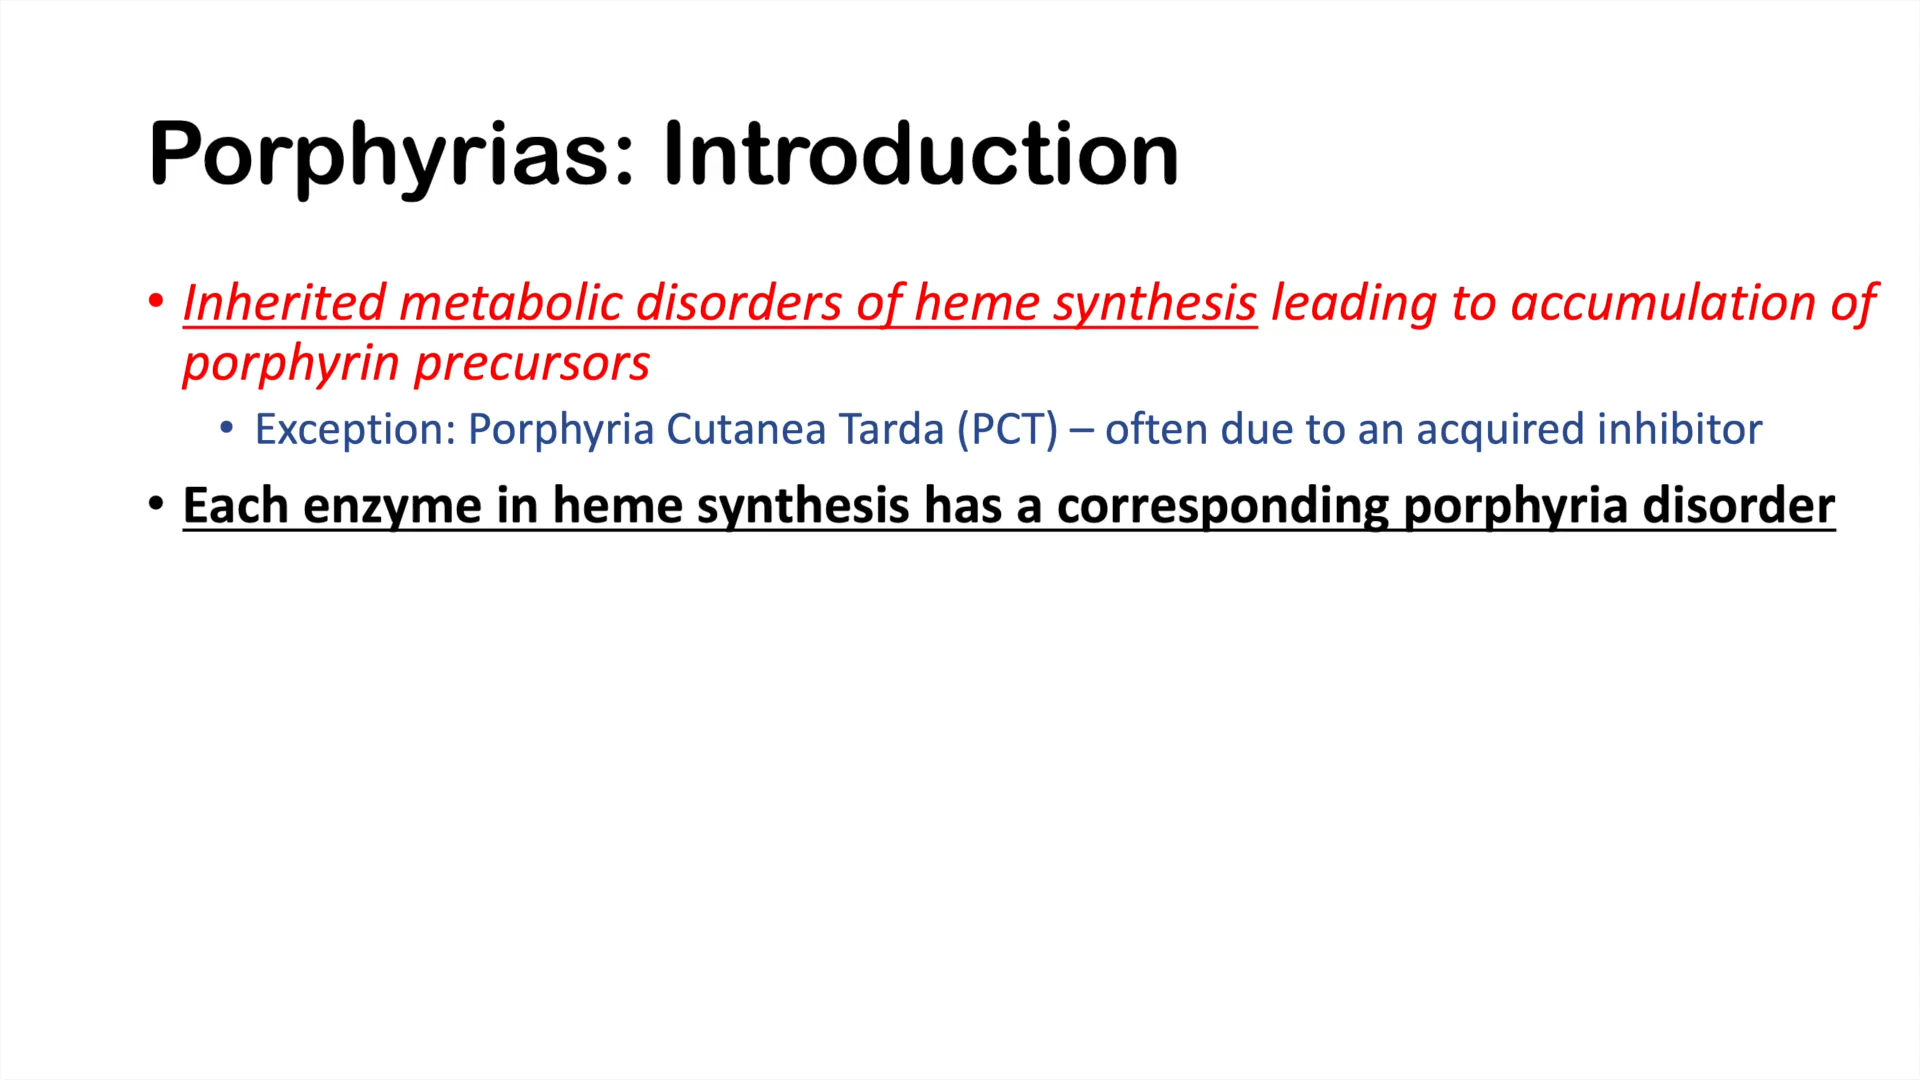 Porphyrias: Introduction
• Inherited metabolic disorders of heme synthesis leading to accumulation of
porphyrin precursors
• Exception: Porphyria Cutanea Tarda (PCT) – often due to an acquired inhibitor
• Each enzyme in heme synthesis has a corresponding porphyria disorder